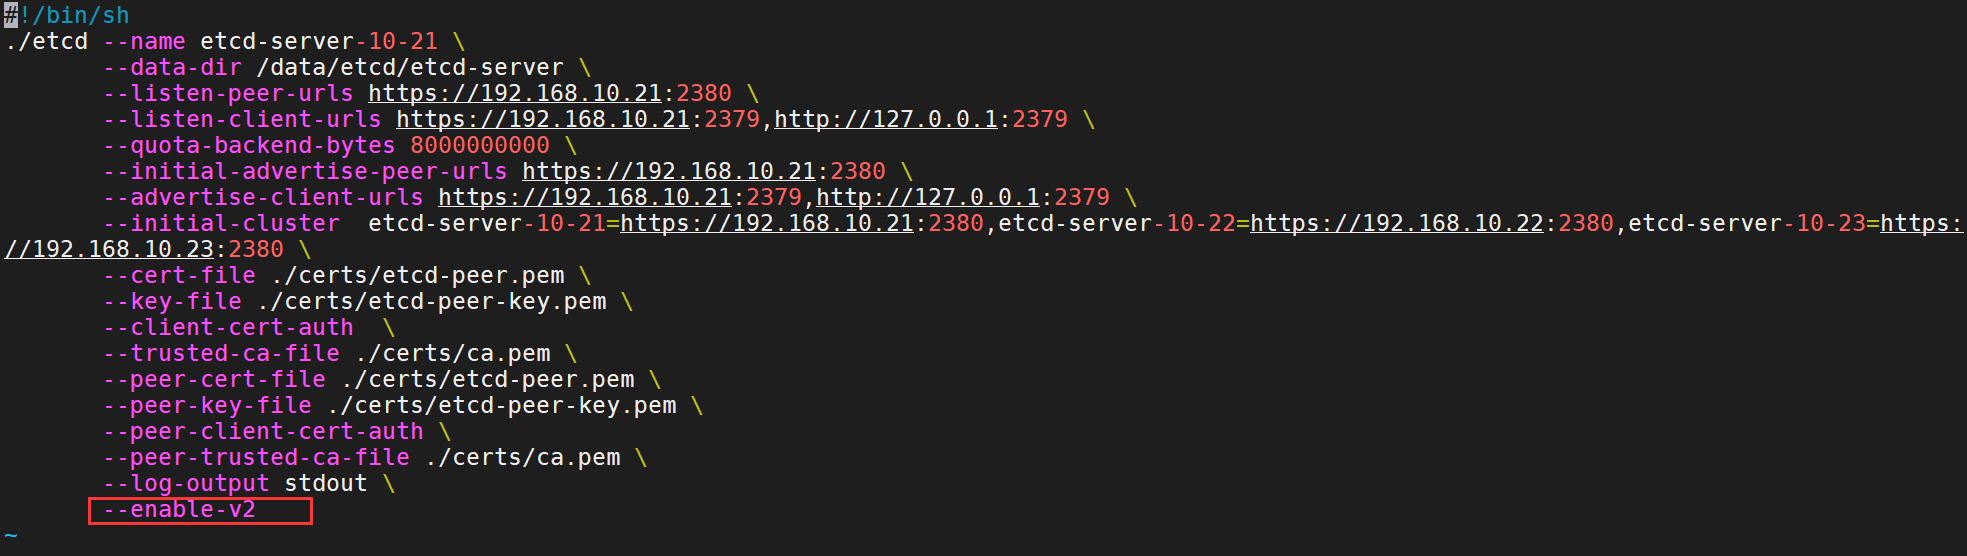 #!/bin/sh
./etcd --name etcd-server-10-21 \
       --data-dir /data/etcd/etcd-server \
       --listen-peer-urls https://192.168.10.21:2380 \
       --listen-client-urls https://192.168.10.21:2379,http://127.0.0.1:2379 \
       --quota-backend-bytes 8000000000 \
       --initial-advertise-peer-urls https://192.168.10.21:2380 \
       --advertise-client-urls https://192.168.10.21:2379,http://127.0.0.1:2379 \
       --initial-cluster  etcd-server-10-21=https://192.168.10.21:2380,etcd-server-10-22=https://192.168.10.22:2380,etcd-server-10-23=https:
//192.168.10.23:2380 \
       --cert-file ./certs/etcd-peer.pem \
       --key-file ./certs/etcd-peer-key.pem \
       --client-cert-auth  \
       --trusted-ca-file ./certs/ca.pem \
       --peer-cert-file ./certs/etcd-peer.pem \
       --peer-key-file ./certs/etcd-peer-key.pem \
       --peer-client-cert-auth \
       --peer-trusted-ca-file ./certs/ca.pem \
       --log-output stdout \
       --enable-v2
~